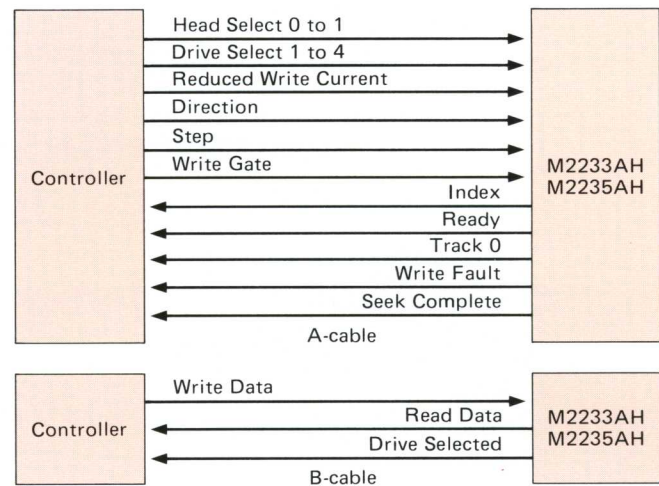 Head Select 0 to 1
Drive Select 1 to 4
Reduced Write Current
Direction
Step
Write Gate
Controller
M2233AH
M2235AH
Index
Ready
Track 0
Write Fault
Seek Complete
A-cable
Write Data
Controller
Read Data
M2233AH
M2235AH
Drive Selected
B-cable